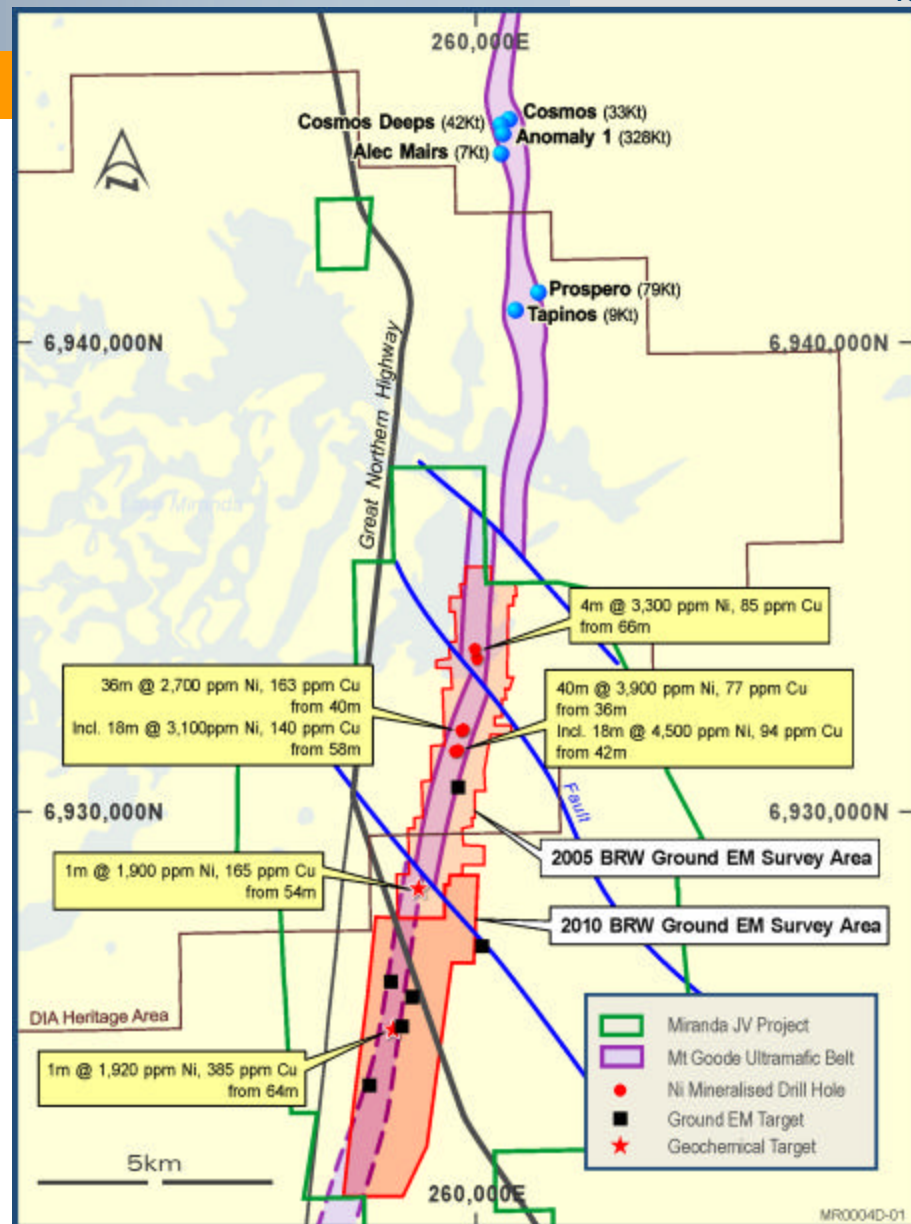 260,000E
Cosmos (33Kt)
Cosmos Deeps (42Kt)
Anomaly 1 (328Kt)
Alec Mairs (7Kt)
N
Prospero (79Kt)
Tapinos (9Kt)
6,940,000N
6,940,000N
Great Northern Highway
Lake Miranda
4m @ 3,300 ppm Ni, 85 ppm Cu
from 66m
36m @ 2,700 ppm Ni, 163 ppm Cu
from 40m
Incl. 18m @ 3,100ppm Ni, 140 ppm Cu
from 58m
40m @ 3,900 ppm Ni, 77 ppm Cu
from 36m
Incl. 18m @ 4,500 ppm Ni, 94 ppm Cu
from 42m
Fault
6,930,000N
6,930,000N
2005 BRW Ground EM Survey Area
1m @ 1,900 ppm Ni, 165 ppm Cu
from 54m
2010 BRW Ground EM Survey Area
DIA Heritage Area
1m @ 1,920 ppm Ni, 385 ppm Cu
from 64m
Miranda JV Project
Mt Goode Ultramafic Belt
Ni Mineralised Drill Hole
Ground EM Target
Geochemical Target
5km
260,000E
MR0004D-01